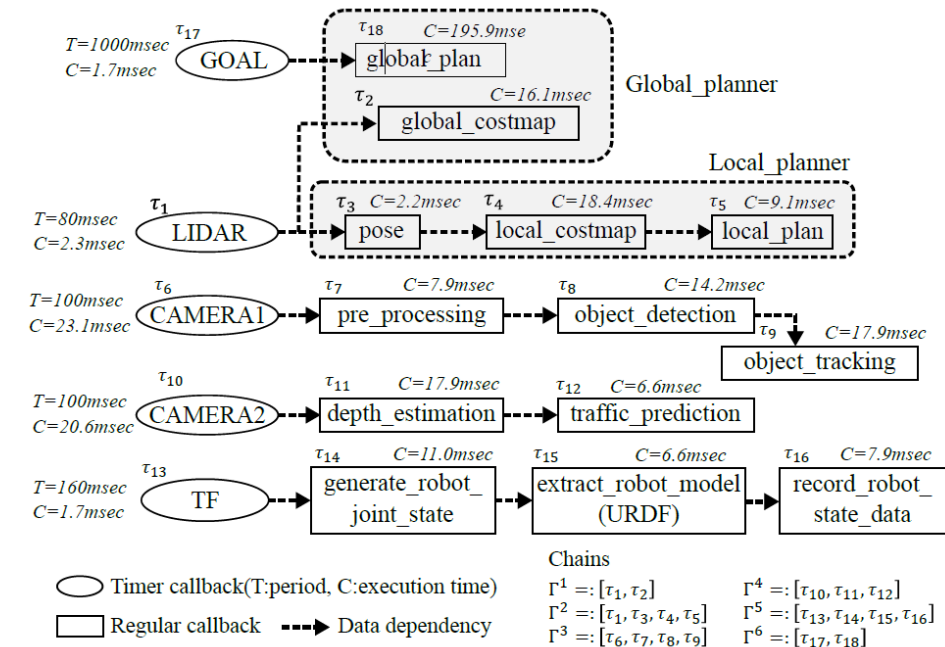 τ17
T=1000msec
C=1.7msec
GOAL
τ18
C=195.9mse
global_plan
τ2
C=16.1msec
global_costmap
Global_planner
Local_planner
τ1
T=80msec
C=2.3msec
LIDAR
τ3
C=2.2msec
pose
τ4
C=18.4msec
local_costmap
τ5
C=9.1msec
local_plan
τ6
T=100msec
C=23.1msec
CAMERA1
τ7
C=7.9msec
pre_processing
τ8
C=14.2msec
object_detection
τ9
C=17.9msec
object_tracking
τ10
T=100msec
C=20.6msec
CAMERA2
τ11
C=17.9msec
depth_estimation
τ12
C=6.6msec
traffic_prediction
τ13
T=160msec
C=1.7msec
TF
τ14
C=11.0msec
generate_robot_
joint_state
τ15
C=6.6msec
extract_robot_model
(URDF)
τ16
C=7.9msec
record_robot_
state_data
Timer callback(T:period, C:execution time)
Regular callback
Data dependency
Chains
Γ¹ =: [τ1, τ2]
Γ² =: [τ1, τ3, τ4, τ5]
Γ³ =: [τ6, τ7, τ8, τ9]
Γ⁴ =: [τ10, τ11, τ12]
Γ⁵ =: [τ13, τ14, τ15, τ16]
Γ⁶ =: [τ17, τ18]